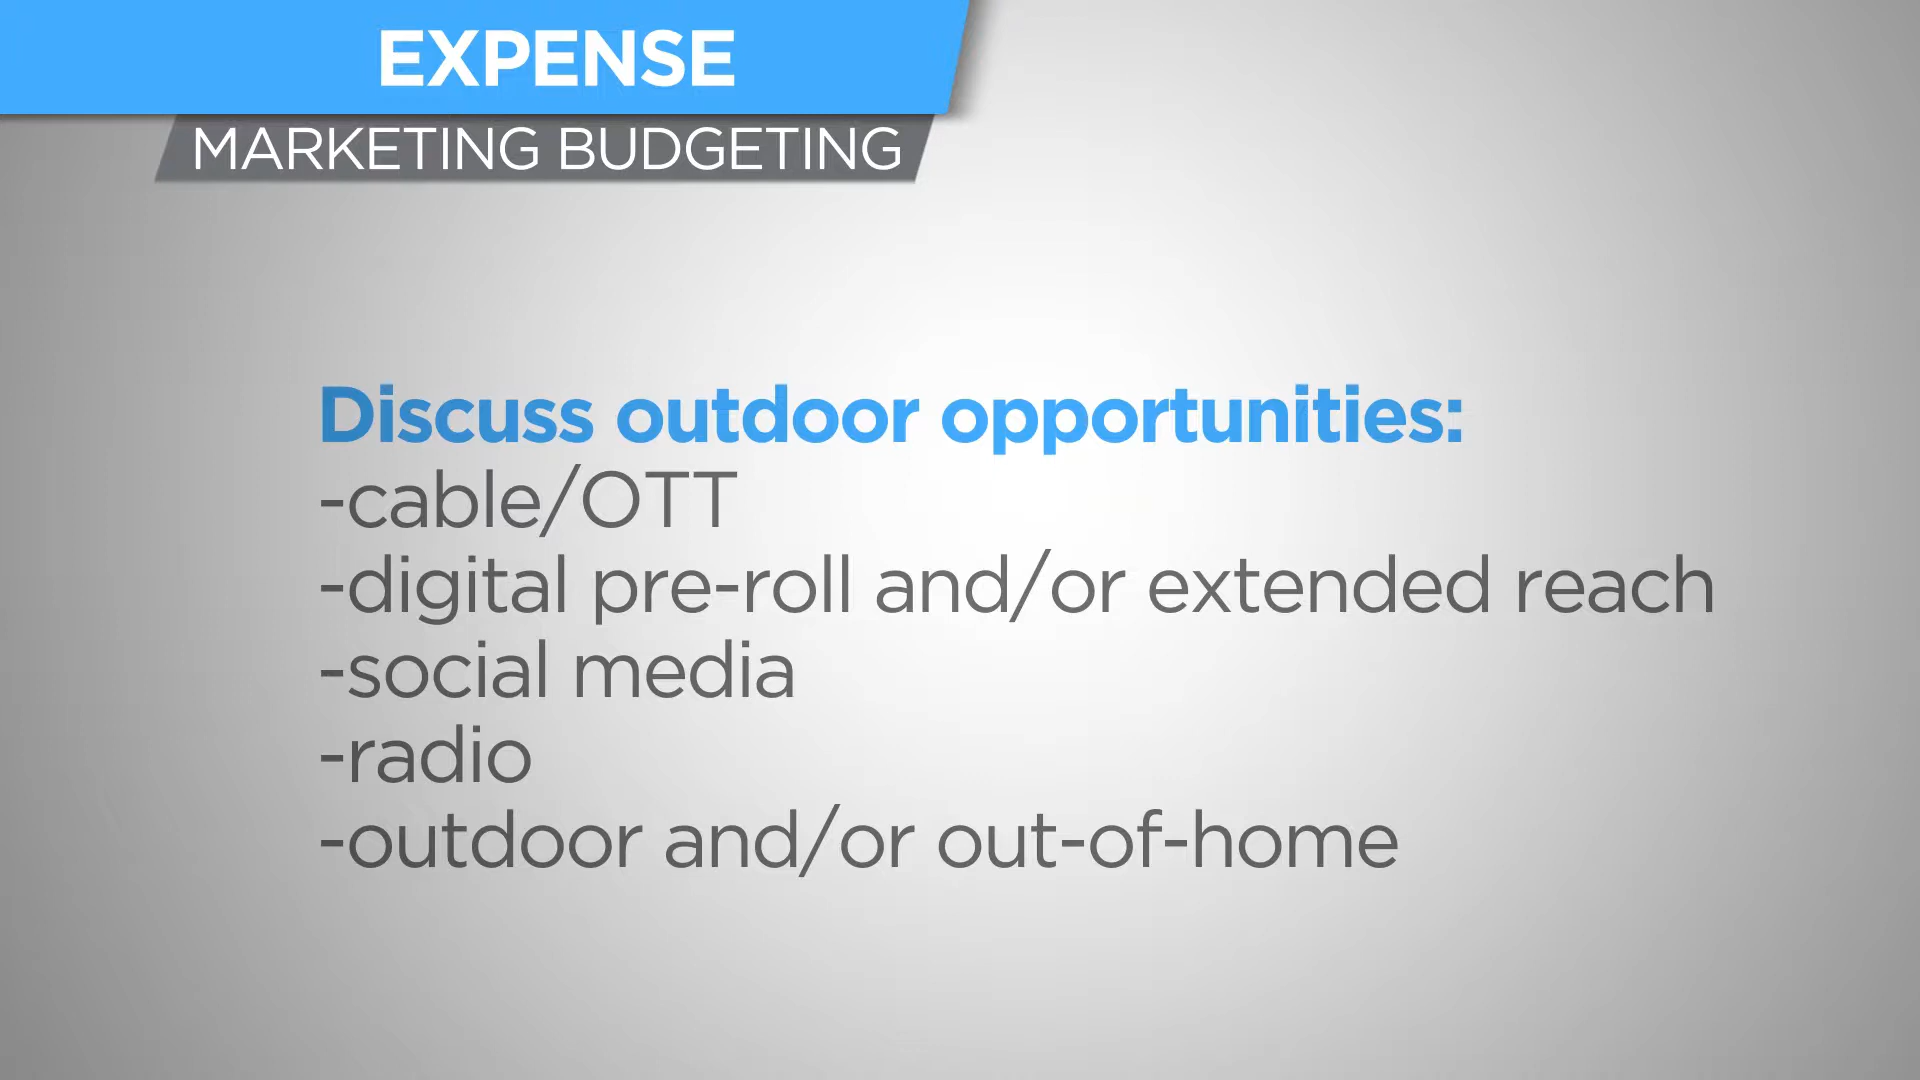 EXPENSE
MARKETING BUDGETING
Discuss outdoor opportunities:
-cable/OTT
-digital pre-roll and/or extended reach
-social media
-radio
-outdoor and/or out-of-home